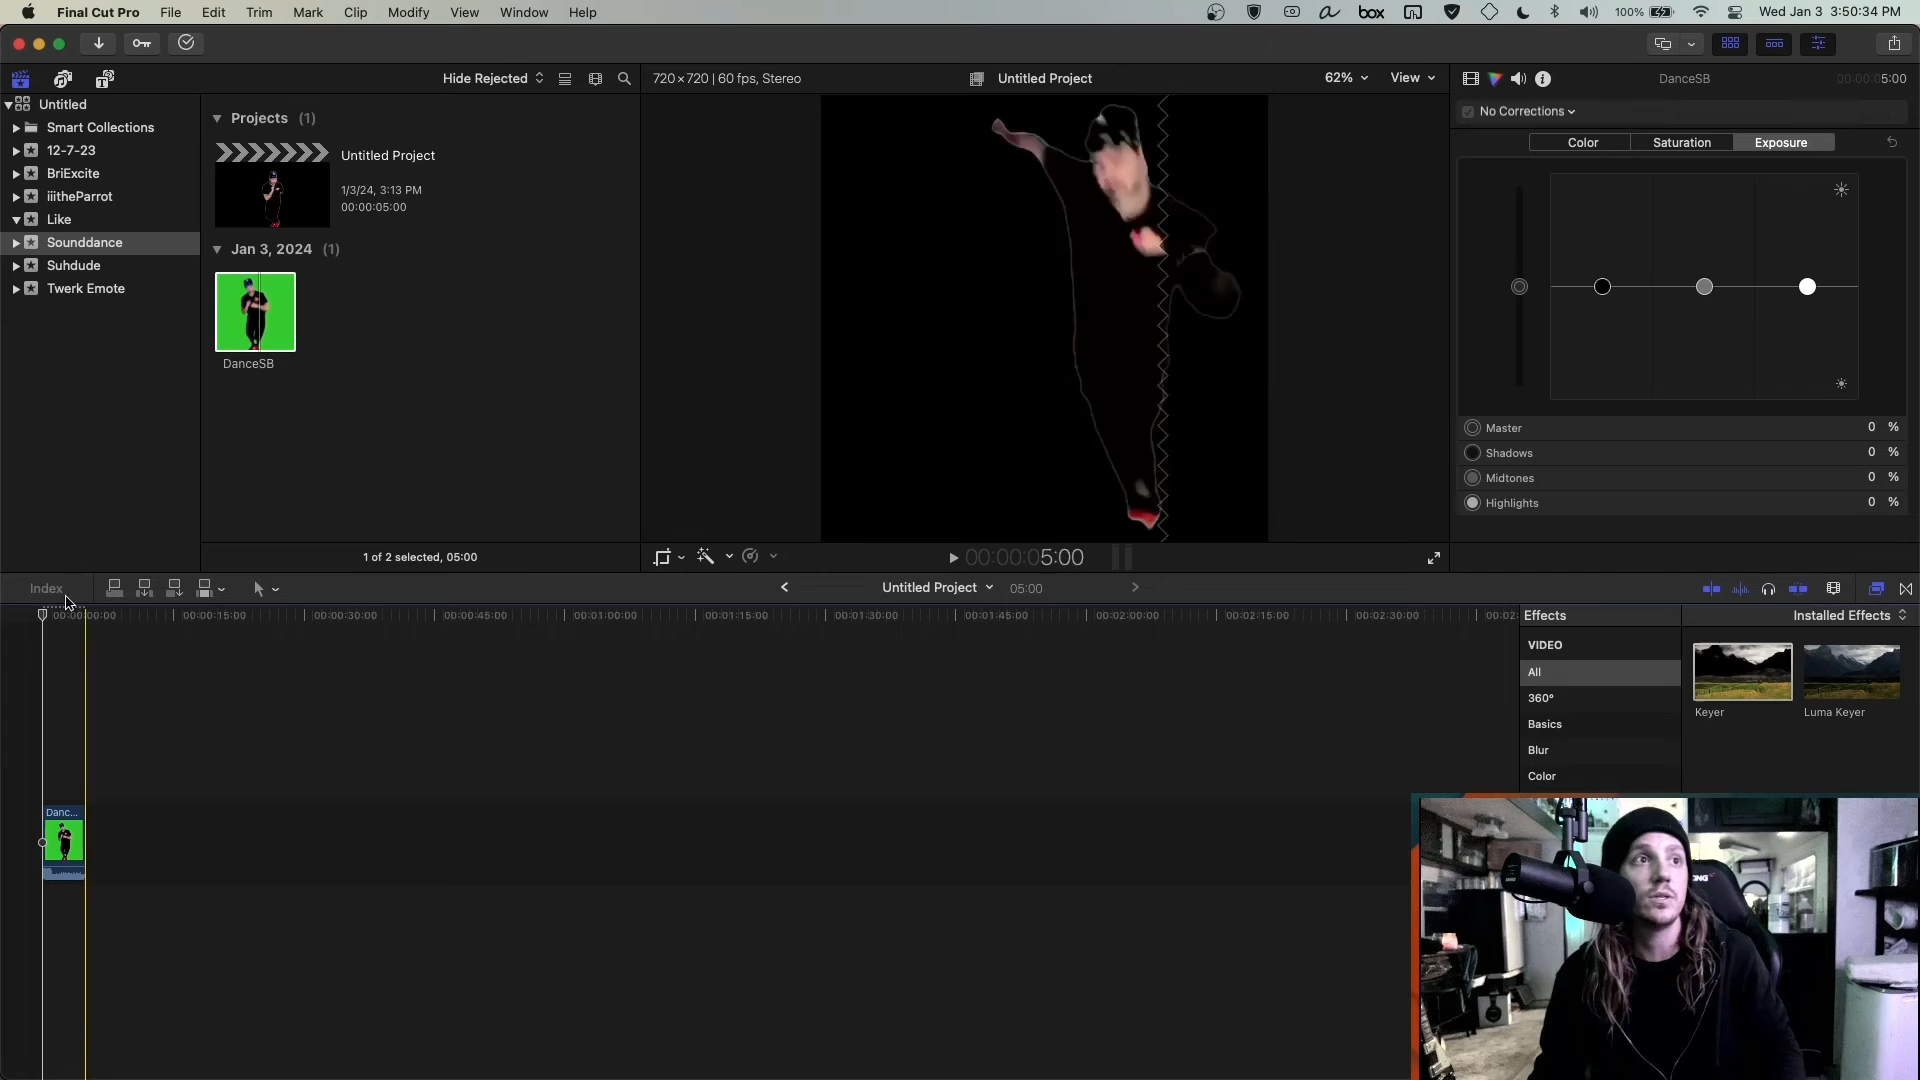 Final Cut Pro File Edit Trim Mark Clip Modify View Window Help
box 100% Wed Jan 3 3:50:34 PM
Hide Rejected
720×720 | 60 fps, Stereo
Untitled Project
62% View
DanceSB
5:00
Untitled
Smart Collections
12-7-23
BriExcite
iiitheParrot
Like
Sounddance
Suhdude
Twerk Emote
Projects (1)
Untitled Project
1/3/24, 3:13 PM
00:00:05:00
Jan 3, 2024 (1)
DanceSB
1 of 2 selected, 05:00
00:00:05:00
No Corrections
Color Saturation Exposure
Master 0 %
Shadows 0 %
Midtones 0 %
Highlights 0 %
Index
Untitled Project 05:00
00:00:00:00 00:00:15:00 00:00:30:00 00:00:45:00 00:01:00:00 00:01:15:00 00:01:30:00 00:01:45:00 00:02:00:00 00:02:15:00 00:02:30:00 00:02:
Danc...
Effects Installed Effects
VIDEO
All
360°
Basics
Blur
Color
Keyer
Luma Keyer